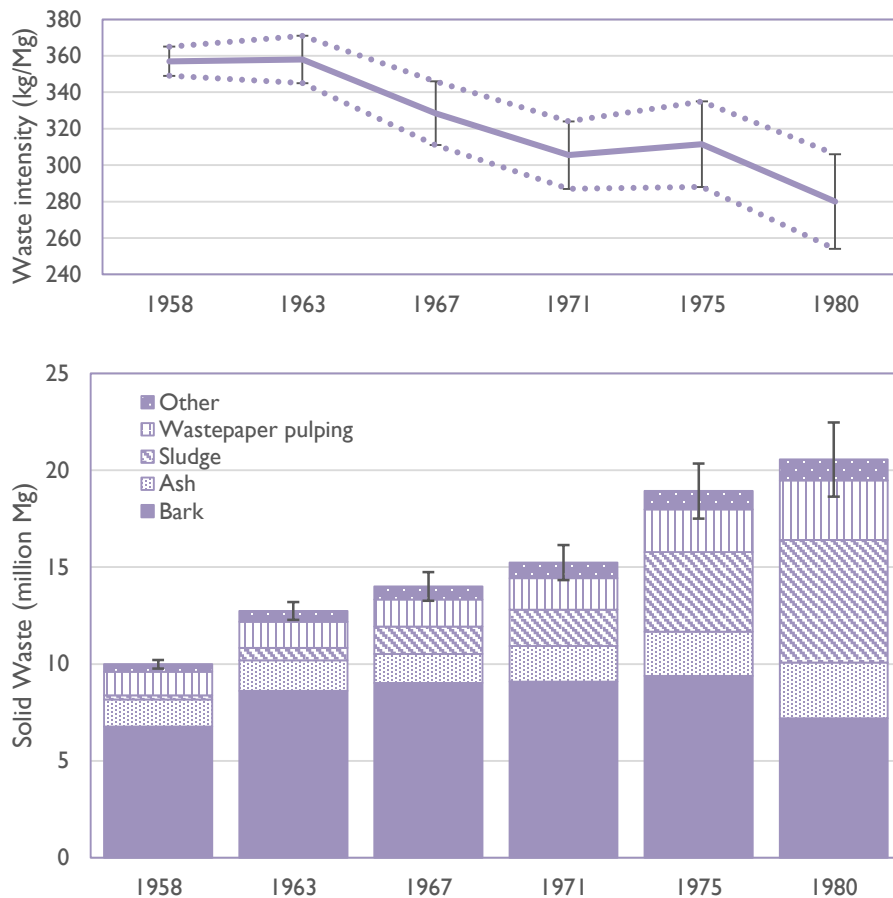 Waste intensity (kg/Mg)
380
360
340
320
300
280
260
240
1958 1963 1967 1971 1975 1980
Solid Waste (million Mg)
25
20
15
10
5
0
Other
Wastepaper pulping
Sludge
Ash
Bark
1958 1963 1967 1971 1975 1980